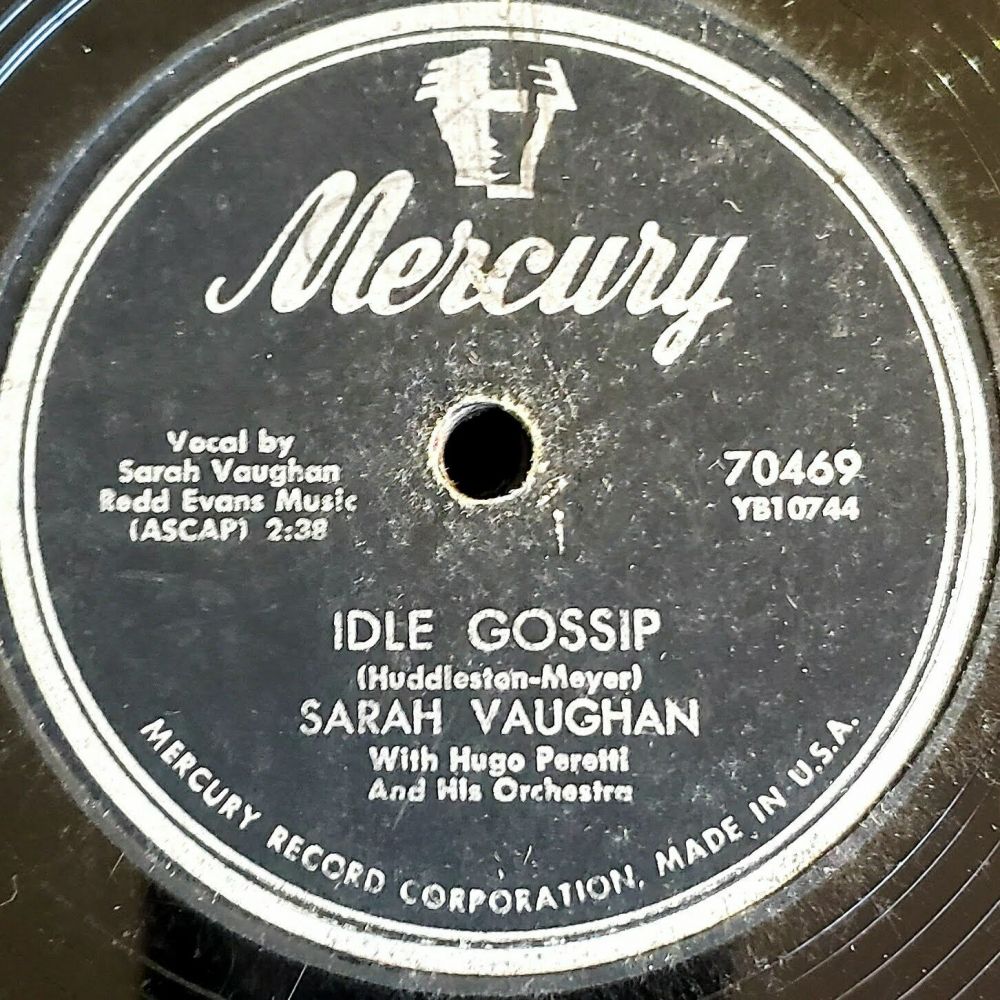 Mercury
Vocal by
Sarah Vaughan
Redd Evans Music
(ASCAP) 2:38
70469
YB10744
IDLE GOSSIP
(Huddleston-Meyer)
SARAH VAUGHAN
With Hugo Peretti
And His Orchestra
MERCURY RECORD CORPORATION, MADE IN U.S.A.